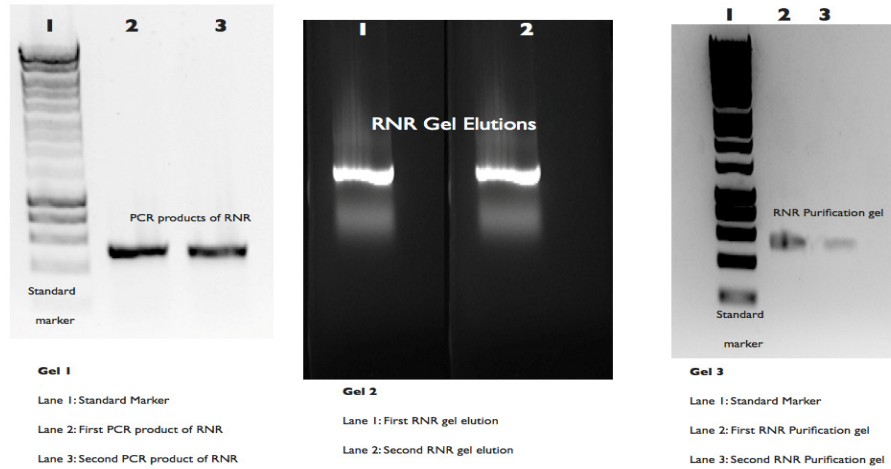 1 2 3
PCR products of RNR
Standard
marker
Gel 1
Lane 1: Standard Marker
Lane 2: First PCR product of RNR
Lane 3: Second PCR product of RNR
1 2
RNR Gel Elutions
Gel 2
Lane 1: First RNR gel elution
Lane 2: Second RNR gel elution
1 2 3
RNR Purification gel
Standard
marker
Gel 3
Lane 1: Standard Marker
Lane 2: First RNR Purification gel
Lane 3: Second RNR Purification gel